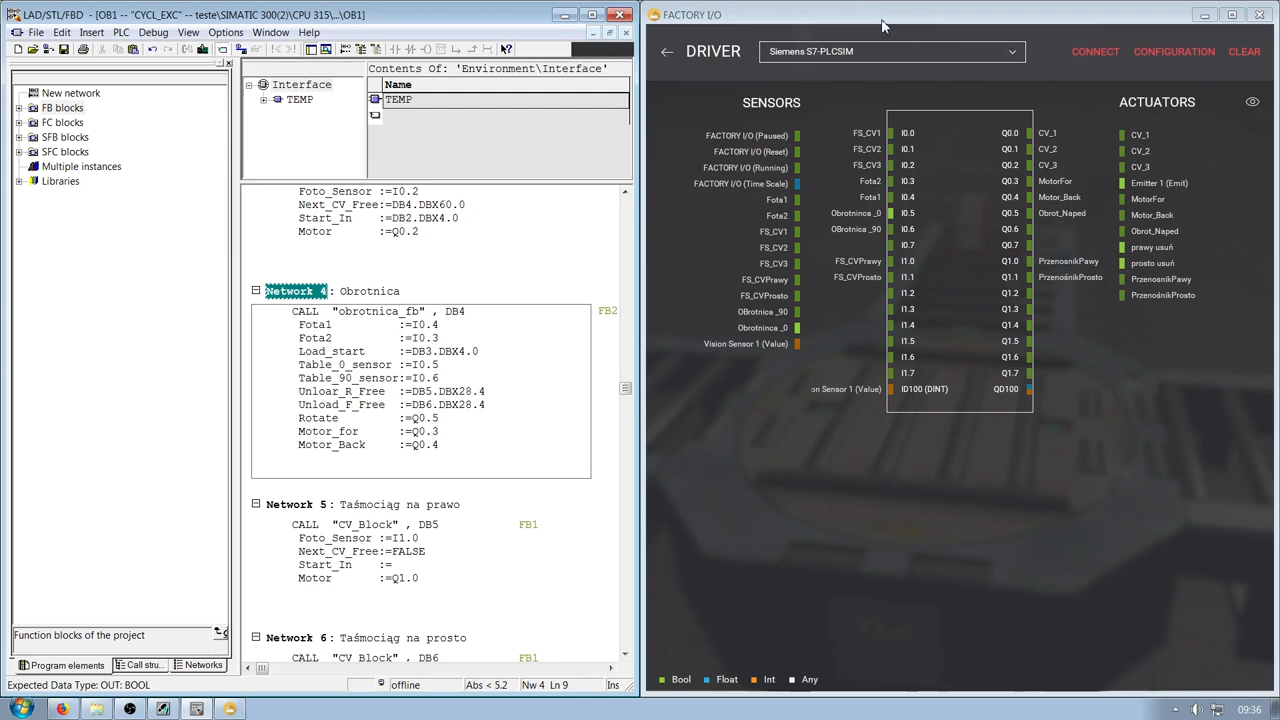 LAD/STL/FBD - [OB1 -- "CYCL_EXC" -- teste\SIMATIC 300(2)\CPU 315\...\OB1]
File Edit Insert PLC Debug View Options Window Help
New network
FB blocks
FC blocks
SFB blocks
SFC blocks
Multiple instances
Libraries
Function blocks of the project
Program elements Call stru... Networks
Interface
TEMP
Contents Of: 'Environment\Interface'
Name
TEMP
Foto_Sensor :=I0.2
Next_CV_Free:=DB4.DBX60.0
Start_In :=DB2.DBX4.0
Motor :=Q0.2
Network 4: Obrotnica
CALL "obrotnica_fb" , DB4 FB2
Fota1 :=I0.4
Fota2 :=I0.3
Load_start :=DB3.DBX4.0
Table_0_sensor :=I0.5
Table_90_sensor:=I0.6
Unloar_R_Free :=DB5.DBX28.4
Unload_F_Free :=DB6.DBX28.4
Rotate :=Q0.5
Motor_for :=Q0.3
Motor_Back :=Q0.4
Network 5: Taśmociąg na prawo
CALL "CV_Block" , DB5 FB1
Foto_Sensor :=I1.0
Next_CV_Free:=FALSE
Start_In :=
Motor :=Q1.0
Network 6: Taśmociąg na prosto
CALL "CV_Block" , DB6 FB1
Expected Data Type: OUT: BOOL offline Abs < 5.2 Nw 4 Ln 9 Ins
FACTORY I/O
DRIVER Siemens S7-PLCSIM CONNECT CONFIGURATION CLEAR
SENSORS
FACTORY I/O (Paused)
FACTORY I/O (Reset)
FACTORY I/O (Running)
FACTORY I/O (Time Scale)
Fota1
Fota2
FS_CV1
FS_CV2
FS_CV3
FS_CVPrawy
FS_CVProsto
OBrotnica _90
Obrotninca _0
Vision Sensor 1 (Value)
FS_CV1 I0.0 Q0.0 CV_1
FS_CV2 I0.1 Q0.1 CV_2
FS_CV3 I0.2 Q0.2 CV_3
Fota2 I0.3 Q0.3 MotorFor
Fota1 I0.4 Q0.4 Motor_Back
Obrotninca _0 I0.5 Q0.5 Obrot_Naped
OBrotnica _90 I0.6 Q0.6
I0.7 Q0.7
FS_CVPrawy I1.0 Q1.0 PrzenosnikPawy
FS_CVProsto I1.1 Q1.1 PrzenośnikProsto
I1.2 Q1.2
I1.3 Q1.3
I1.4 Q1.4
I1.5 Q1.5
I1.6 Q1.6
I1.7 Q1.7
on Sensor 1 (Value) ID100 (DINT) QD100
ACTUATORS
CV_1
CV_2
CV_3
Emitter 1 (Emit)
MotorFor
Motor_Back
Obrot_Naped
prawy usuń
prosto usuń
PrzenośnikPawy
PrzenośnikProsto
Bool Float Int Any
09:36